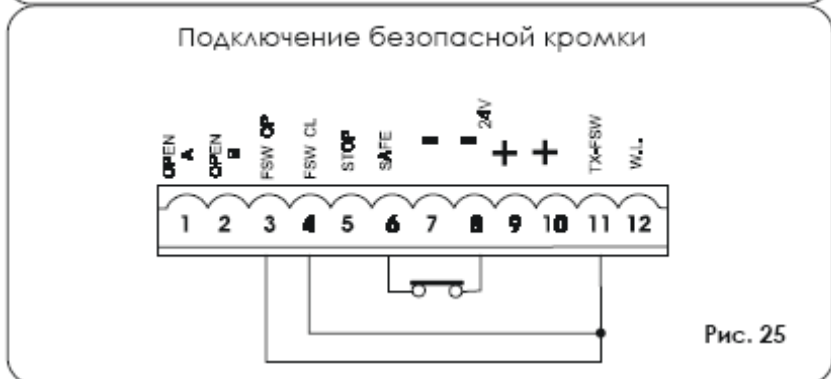 Подключение безопасной кромки
OPEN A
OPEN B
FSW OP
FSW CL
STOP
SAFE
-
-
24V
+
+
TX-FSW
W.L.
1 2 3 4 5 6 7 8 9 10 11 12
Рис. 25